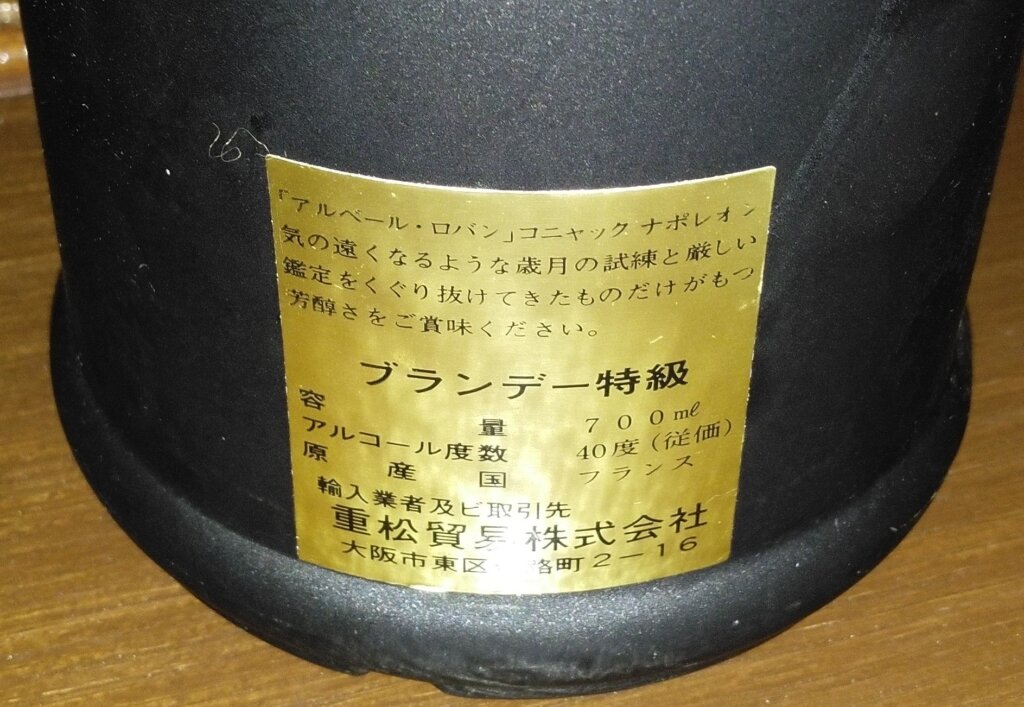 「アルベール・ロバン」コニャック ナポレオン
気の遠くなるような歳月の試練と厳しい
鑑定をくぐり抜けてきたものだけがもつ
芳醇さをご賞味ください。
ブランデー特級
容 量 700㎖
アルコール度数 40度(従価)
原 産 国 フランス
輸入業者及ビ取引先
重松貿易株式会社
大阪市東区 路町2-16